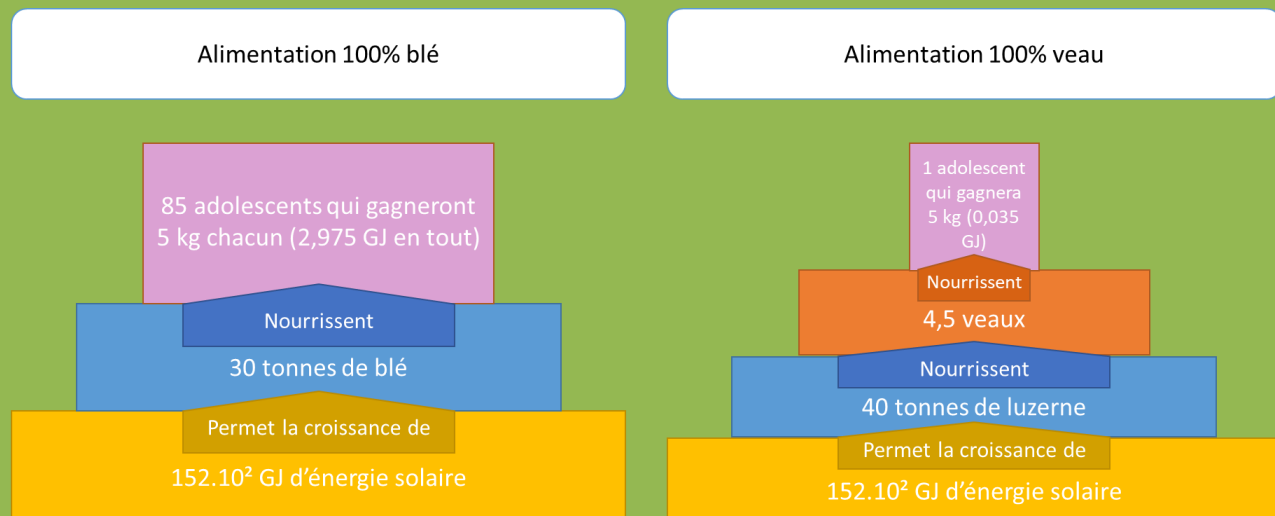 Alimentation 100% blé
85 adolescents qui gagneront
5 kg chacun (2,975 GJ en tout)
Nourrissent
30 tonnes de blé
Permet la croissance de
152.10² GJ d’énergie solaire
Alimentation 100% veau
1 adolescent
qui gagnera
5 kg (0,035
GJ)
Nourrissent
4,5 veaux
Nourrissent
40 tonnes de luzerne
Permet la croissance de
152.10² GJ d’énergie solaire